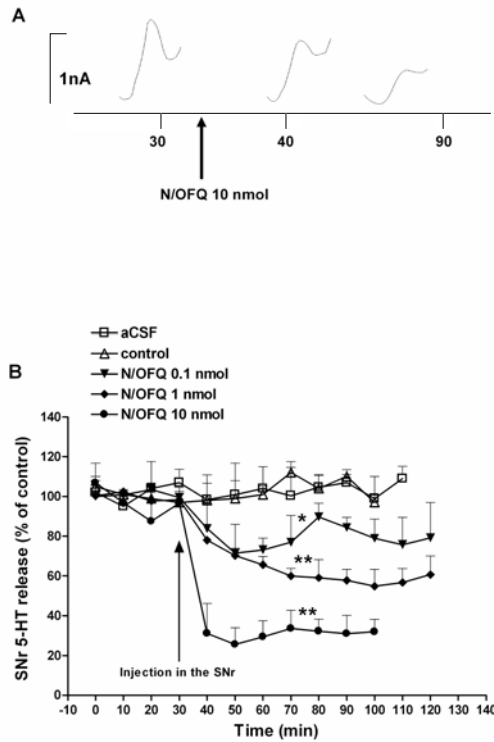 A
1nA
30
40
90
N/OFQ 10 nmol
aCSF
control
N/OFQ 0.1 nmol
N/OFQ 1 nmol
N/OFQ 10 nmol
B
SNr 5-HT release (% of control)
140
120
100
80
60
40
20
0
*
**
**
Injection in the SNr
-10 0 10 20 30 40 50 60 70 80 90 100 110 120 130 140
Time (min)